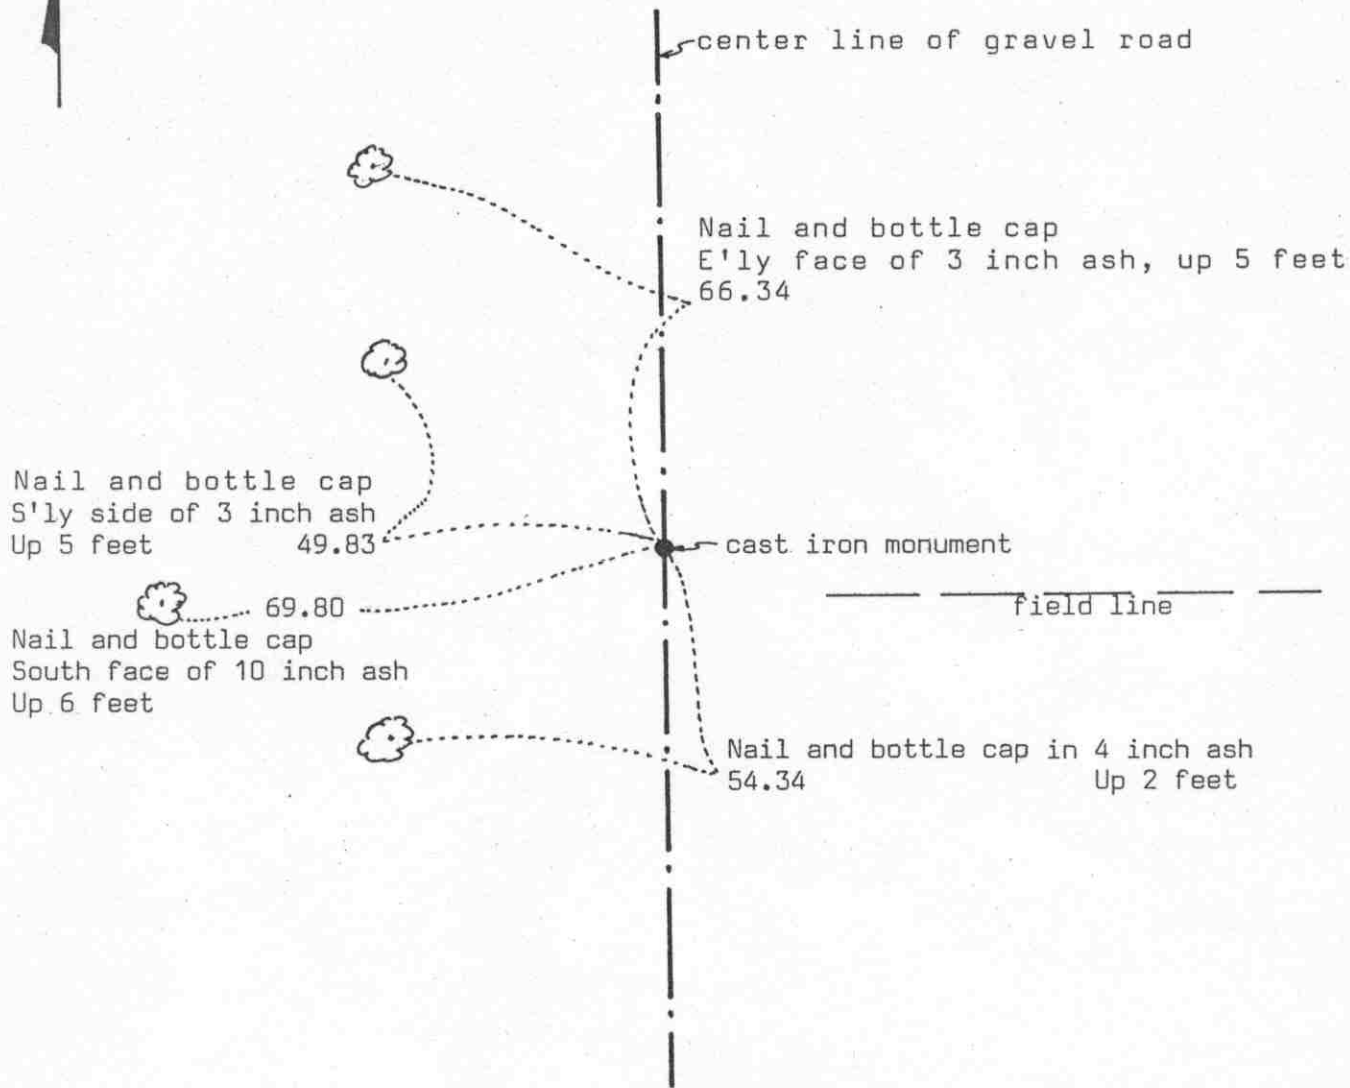 center line of gravel road
Nail and bottle cap
E'ly face of 3 inch ash, up 5 feet
66.34
Nail and bottle cap
S'ly side of 3 inch ash
Up 5 feet 49.83
cast iron monument
69.80
field line
Nail and bottle cap
South face of 10 inch ash
Up 6 feet
Nail and bottle cap in 4 inch ash
54.34 Up 2 feet